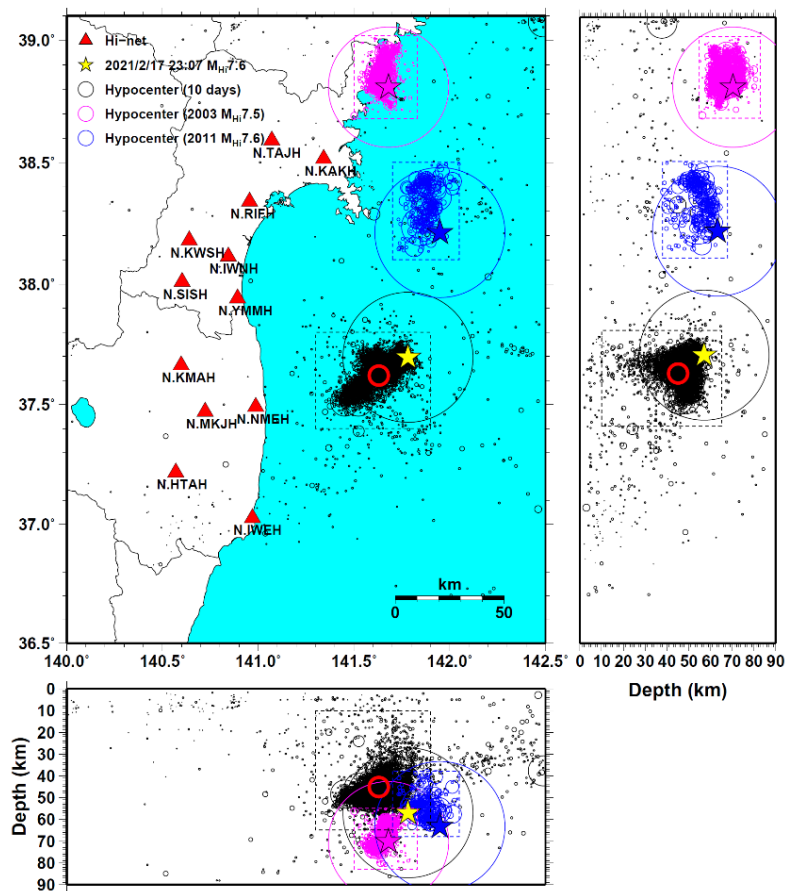 39.0˚
Hi−net
2021/2/17 23:07 MHi7.6
Hypocenter (10 days)
Hypocenter (2003 MHi7.5)
Hypocenter (2011 MHi7.6)
38.5˚
N.TAJH
N.KAKH
N.RIFH
N.KWSH
N.IWNH
38.0˚
N.SISH
N.YMMH
N.KMAH
37.5˚
N.MKJH
N.NMEH
N.HTAH
37.0˚
N.IWEH
km
0 50
36.5˚
140.0˚ 140.5˚ 141.0˚ 141.5˚ 142.0˚ 142.5˚
0 10 20 30 40 50 60 70 80 90
Depth (km)
0
10
20
30
40
50
60
70
80
90
Depth (km)